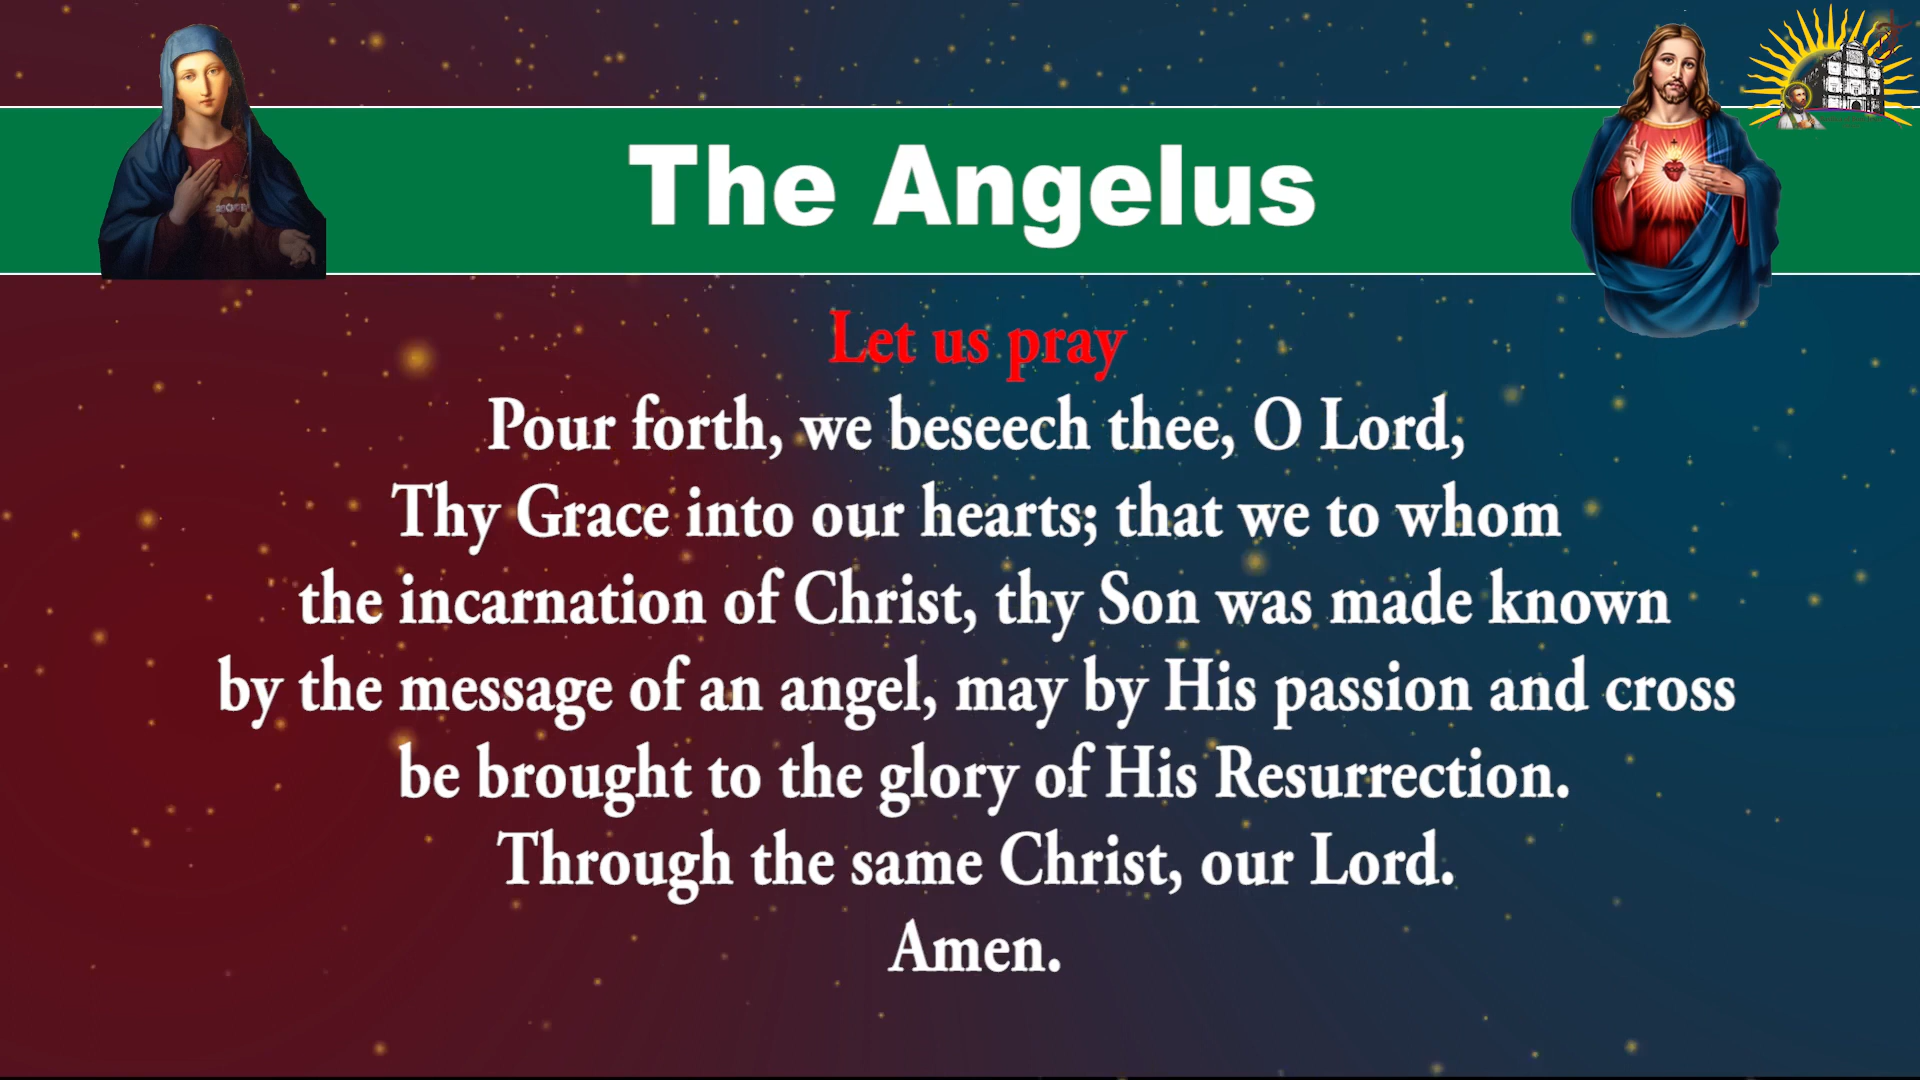 The Angelus
Let us pray
Pour forth, we beseech thee, O Lord,
Thy Grace into our hearts; that we to whom
the incarnation of Christ, thy Son was made known
by the message of an angel, may by His passion and cross
be brought to the glory of His Resurrection.
Through the same Christ, our Lord.
Amen.